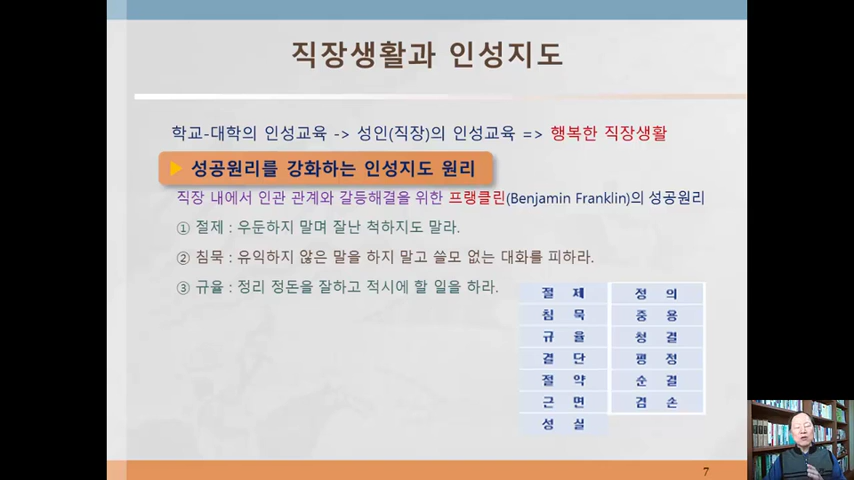 직장생활과 인성지도
학교-대학의 인성교육 -> 성인(직장)의 인성교육 => 행복한 직장생활
성공원리를 강화하는 인성지도 원리
직장 내에서 인관 관계와 갈등해결을 위한 프랭클린(Benjamin Franklin)의 성공원리
① 절제 : 우둔하지 말며 잘난 척하지도 말라.
② 침묵 : 유익하지 않은 말을 하지 말고 쓸모 없는 대화를 피하라.
③ 규율 : 정리 정돈을 잘하고 적시에 할 일을 하라.
절 제 정 의
침 묵 중 용
규 율 청 결
결 단 평 정
절 약 순 결
근 면 겸 손
성 실
7